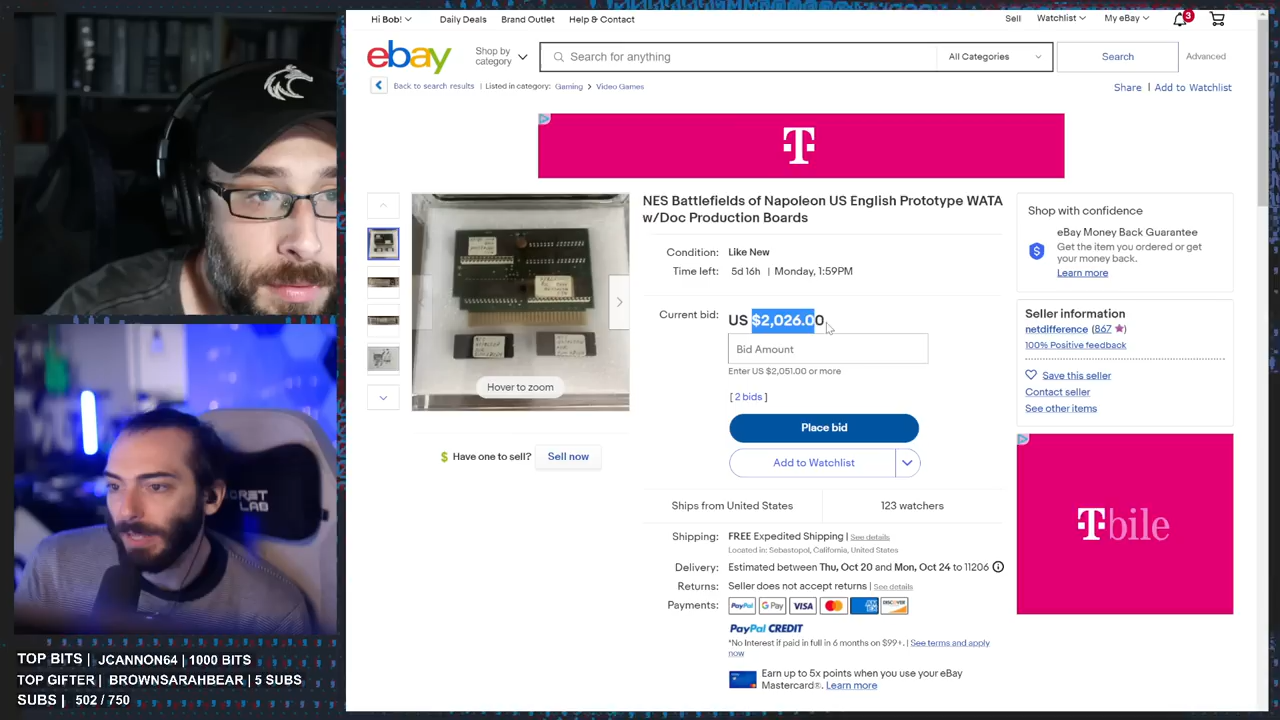 Hi Bob!
Daily Deals
Brand Outlet
Help & Contact
Sell
Watchlist
My eBay
3
ebay
Shop by
category
Search for anything
All Categories
Search
Advanced
Back to search results | Listed in category: Gaming > Video Games
Share | Add to Watchlist
T
NES Battlefields of Napoleon US English Prototype WATA
w/Doc Production Boards
Condition: Like New
Time left: 5d 16h | Monday, 1:59PM
Current bid: US $2,026.00
Bid Amount
Enter US $2,051.00 or more
[ 2 bids ]
Place bid
Add to Watchlist
Hover to zoom
Have one to sell? Sell now
Ships from United States
123 watchers
Shipping: FREE Expedited Shipping | See details
Located in: Sebastopol, California, United States
Delivery: Estimated between Thu, Oct 20 and Mon, Oct 24 to 11206
Returns: Seller does not accept returns | See details
Payments: PayPal G Pay VISA MasterCard AM EX DISCOVER
PayPal CREDIT
*No Interest if paid in full in 6 months on $99+. | See terms and apply
now
Earn up to 5x points when you use your eBay
Mastercard®. Learn more
Shop with confidence
eBay Money Back Guarantee
Get the item you ordered or get
your money back.
Learn more
Seller information
netdifference (867)
100% Positive feedback
Save this seller
Contact seller
See other items
T bile
TOP BITS | JCANNON64 | 1000 BITS
TOP GIFTER | CROWNSARAHBEAR | 5 SUBS
SUBS | 502 / 750